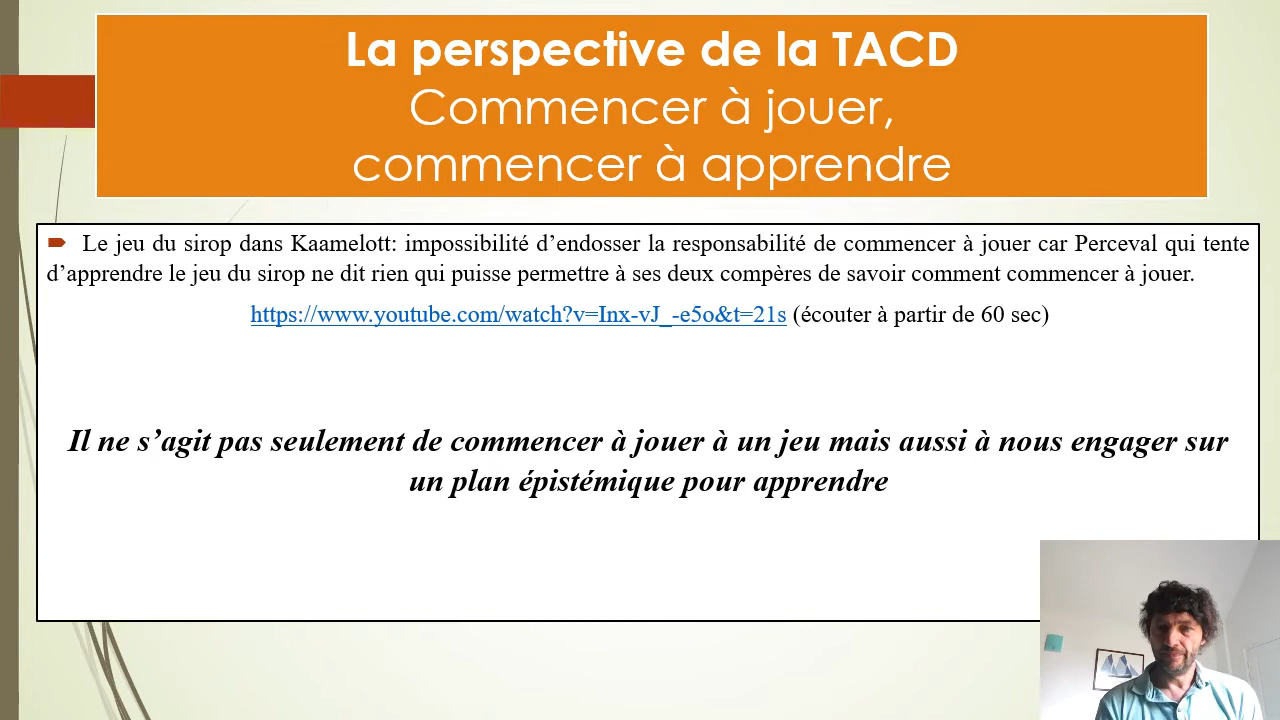 La perspective de la TACD
Commencer à jouer,
commencer à apprendre
Le jeu du sirop dans Kaamelott: impossibilité d’endosser la responsabilité de commencer à jouer car Perceval qui tente
d’apprendre le jeu du sirop ne dit rien qui puisse permettre à ses deux compères de savoir comment commencer à jouer.
https://www.youtube.com/watch?v=Inx-vJ_-e5o&t=21s (écouter à partir de 60 sec)
Il ne s’agit pas seulement de commencer à jouer à un jeu mais aussi à nous engager sur
un plan épistémique pour apprendre